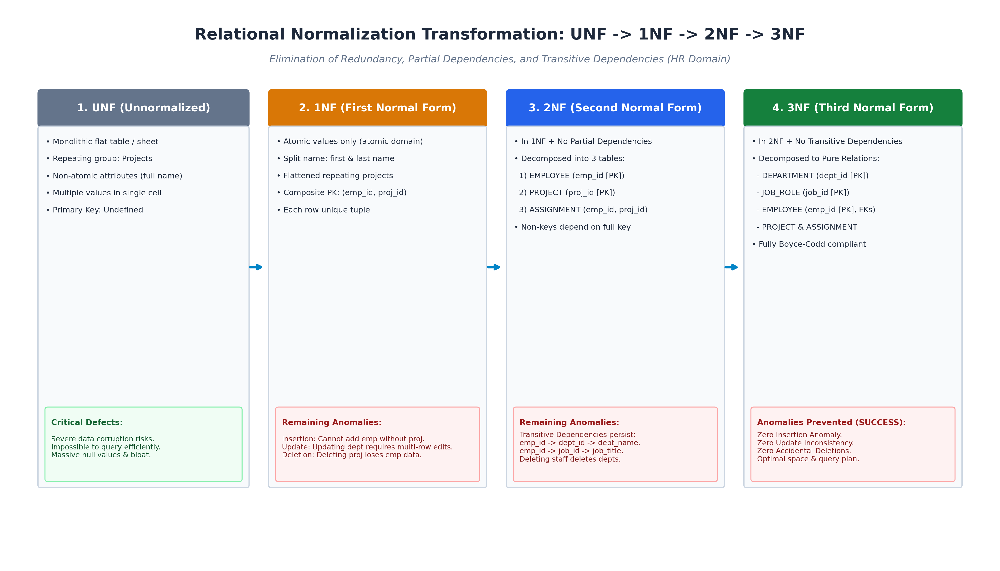 Relational Normalization Transformation: UNF -> 1NF -> 2NF -> 3NF
Elimination of Redundancy, Partial Dependencies, and Transitive Dependencies (HR Domain)
1. UNF (Unnormalized)
• Monolithic flat table / sheet
• Repeating group: Projects
• Non-atomic attributes (full name)
• Multiple values in single cell
• Primary Key: Undefined
Critical Defects:
Severe data corruption risks.
Impossible to query efficiently.
Massive null values & bloat.
2. 1NF (First Normal Form)
• Atomic values only (atomic domain)
• Split name: first & last name
• Flattened repeating projects
• Composite PK: (emp_id, proj_id)
• Each row unique tuple
Remaining Anomalies:
Insertion: Cannot add emp without proj.
Update: Updating dept requires multi-row edits.
Deletion: Deleting proj loses emp data.
3. 2NF (Second Normal Form)
• In 1NF + No Partial Dependencies
• Decomposed into 3 tables:
1) EMPLOYEE (emp_id [PK])
2) PROJECT (proj_id [PK])
3) ASSIGNMENT (emp_id, proj_id)
• Non-keys depend on full key
Remaining Anomalies:
Transitive Dependencies persist:
emp_id -> dept_id -> dept_name.
emp_id -> job_id -> job_title.
Deleting staff deletes depts.
4. 3NF (Third Normal Form)
• In 2NF + No Transitive Dependencies
• Decomposed to Pure Relations:
- DEPARTMENT (dept_id [PK])
- JOB_ROLE (job_id [PK])
- EMPLOYEE (emp_id [PK], FKs)
- PROJECT & ASSIGNMENT
• Fully Boyce-Codd compliant
Anomalies Prevented (SUCCESS):
Zero Insertion Anomaly.
Zero Update Inconsistency.
Zero Accidental Deletions.
Optimal space & query plan.